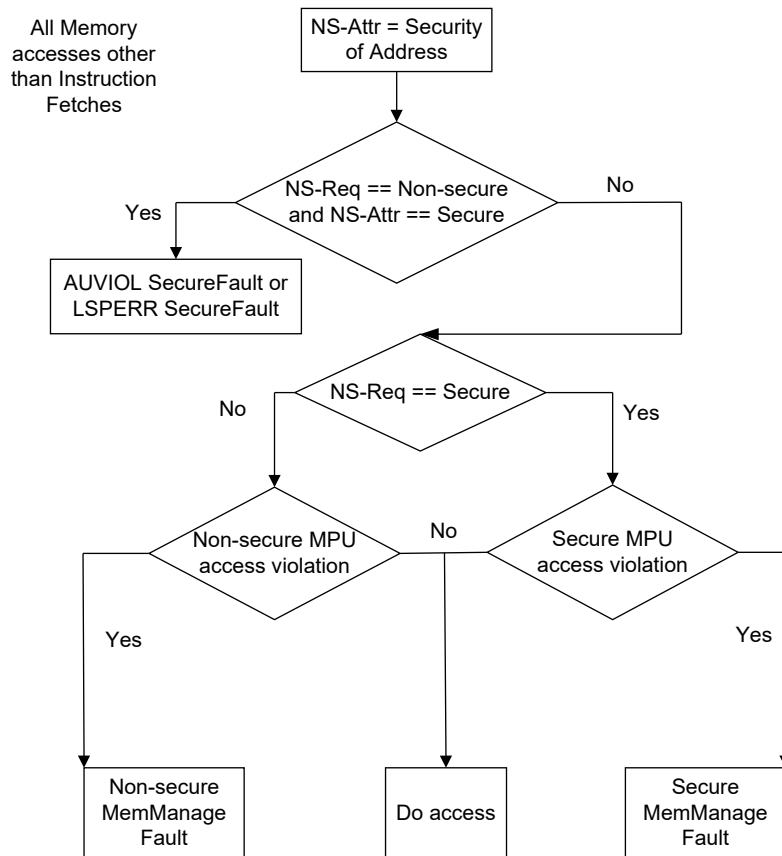 All Memory
accesses other
than Instruction
Fetches
NS-Attr = Security
of Address
NS-Req == Non-secure
and NS-Attr == Secure
Yes
No
AUVIOL SecureFault or
LSPERR SecureFault
NS-Req == Secure
No
Yes
Non-secure MPU
access violation
No
Secure MPU
access violation
Yes
Yes
Non-secure
MemManage
Fault
Do access
Secure
MemManage
Fault